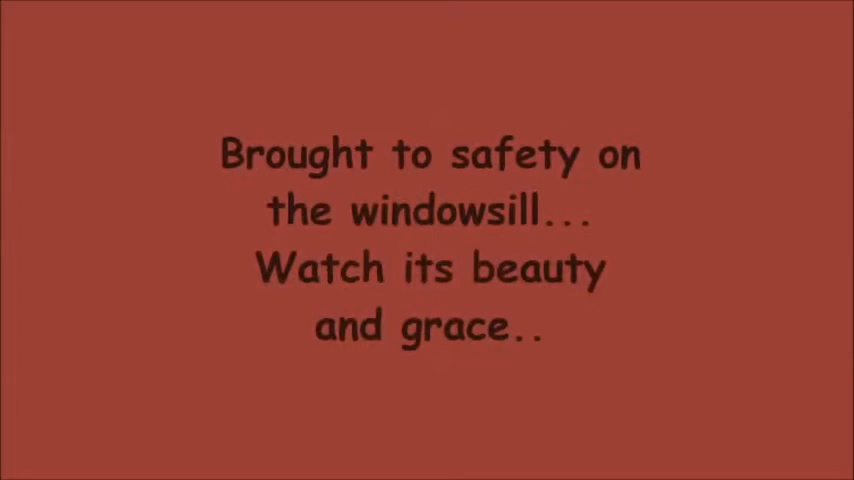 Brought to safety on
the windowsill...
Watch its beauty
and grace..